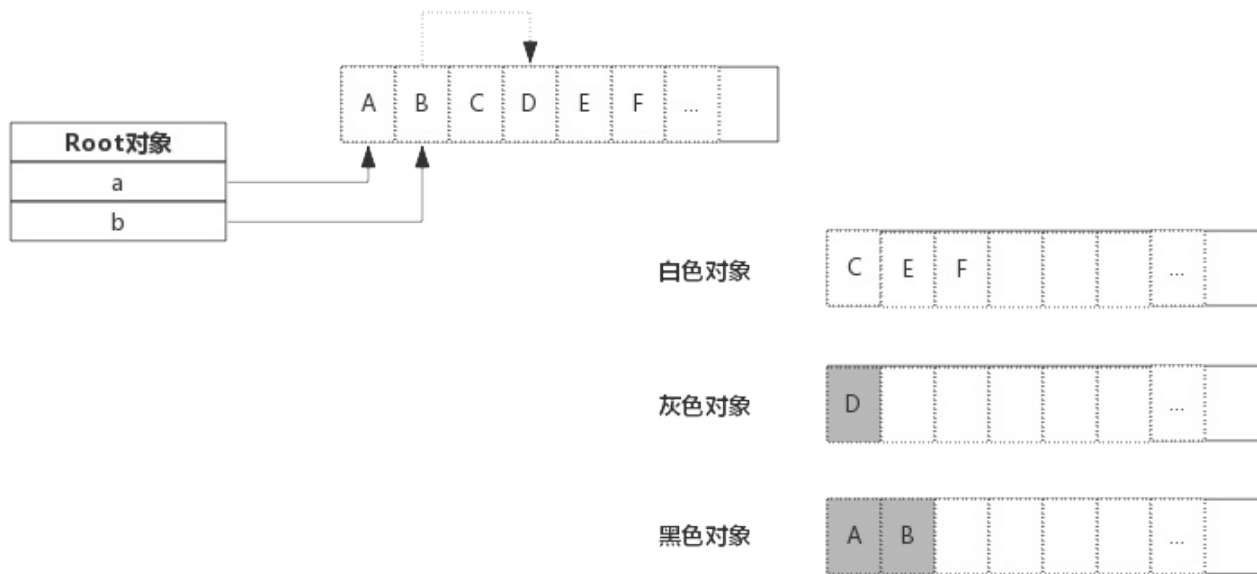 A B C D E F ...
Root对象
a
b
白色对象 C E F ...
灰色对象 D ...
黑色对象 A B ...